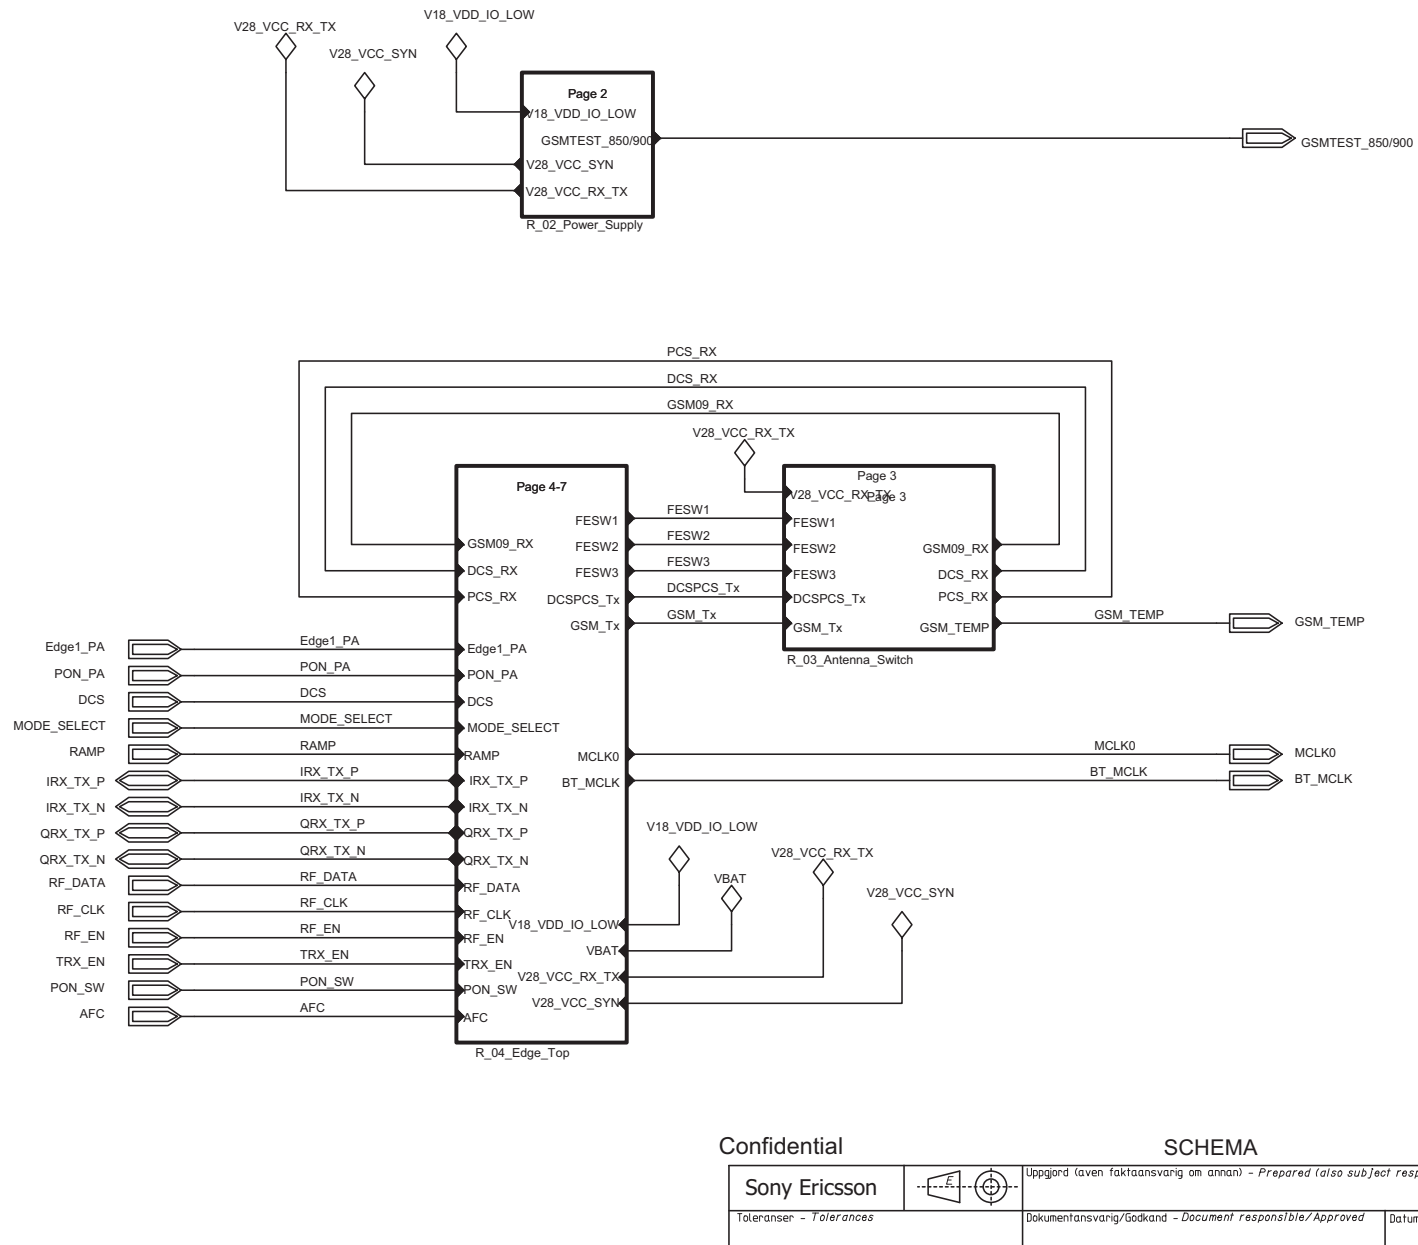 V28_VCC_RX_TX
V18_VDD_IO_LOW
V28_VCC_SYN
Page 2
V18_VDD_IO_LOW
GSMTEST_850/900
V28_VCC_SYN
V28_VCC_RX_TX
R_02_Power_Supply
GSMTEST_850/900
PCS_RX
DCS_RX
GSM09_RX
V28_VCC_RX_TX
Page 4-7
FESW1
FESW2
FESW3
DCSPCS_Tx
GSM_Tx
GSM09_RX
DCS_RX
PCS_RX
Edge1_PA
PON_PA
DCS
MODE_SELECT
RAMP
IRX_TX_P
IRX_TX_N
QRX_TX_P
QRX_TX_N
RF_DATA
RF_CLK
RF_EN
TRX_EN
PON_SW
AFC
MCLK0
BT_MCLK
V18_VDD_IO_LOW
VBAT
V28_VCC_RX_TX
V28_VCC_SYN
R_04_Edge_Top
FESW1
FESW2
FESW3
DCSPCS_Tx
GSM_Tx
Page 3
Page 3
V28_VCC_RX_TX
FESW1
FESW2
FESW3
DCSPCS_Tx
GSM_Tx
GSM09_RX
DCS_RX
PCS_RX
GSM_TEMP
R_03_Antenna_Switch
GSM_TEMP
GSM_TEMP
Edge1_PA
Edge1_PA
PON_PA
PON_PA
DCS
DCS
MODE_SELECT
MODE_SELECT
RAMP
RAMP
IRX_TX_P
IRX_TX_P
IRX_TX_N
IRX_TX_N
QRX_TX_P
QRX_TX_P
QRX_TX_N
QRX_TX_N
RF_DATA
RF_DATA
RF_CLK
RF_CLK
RF_EN
RF_EN
TRX_EN
TRX_EN
PON_SW
PON_SW
AFC
AFC
MCLK0
MCLK0
BT_MCLK
BT_MCLK
V18_VDD_IO_LOW
VBAT
V28_VCC_RX_TX
V28_VCC_SYN
Confidential
SCHEMA
Sony Ericsson
E
Uppgjord (aven faktaansvarig om annan) - Prepared (also subject resp
Toleranser - Tolerances
Dokumentansvarig/Godkand - Document responsible/Approved
Datum